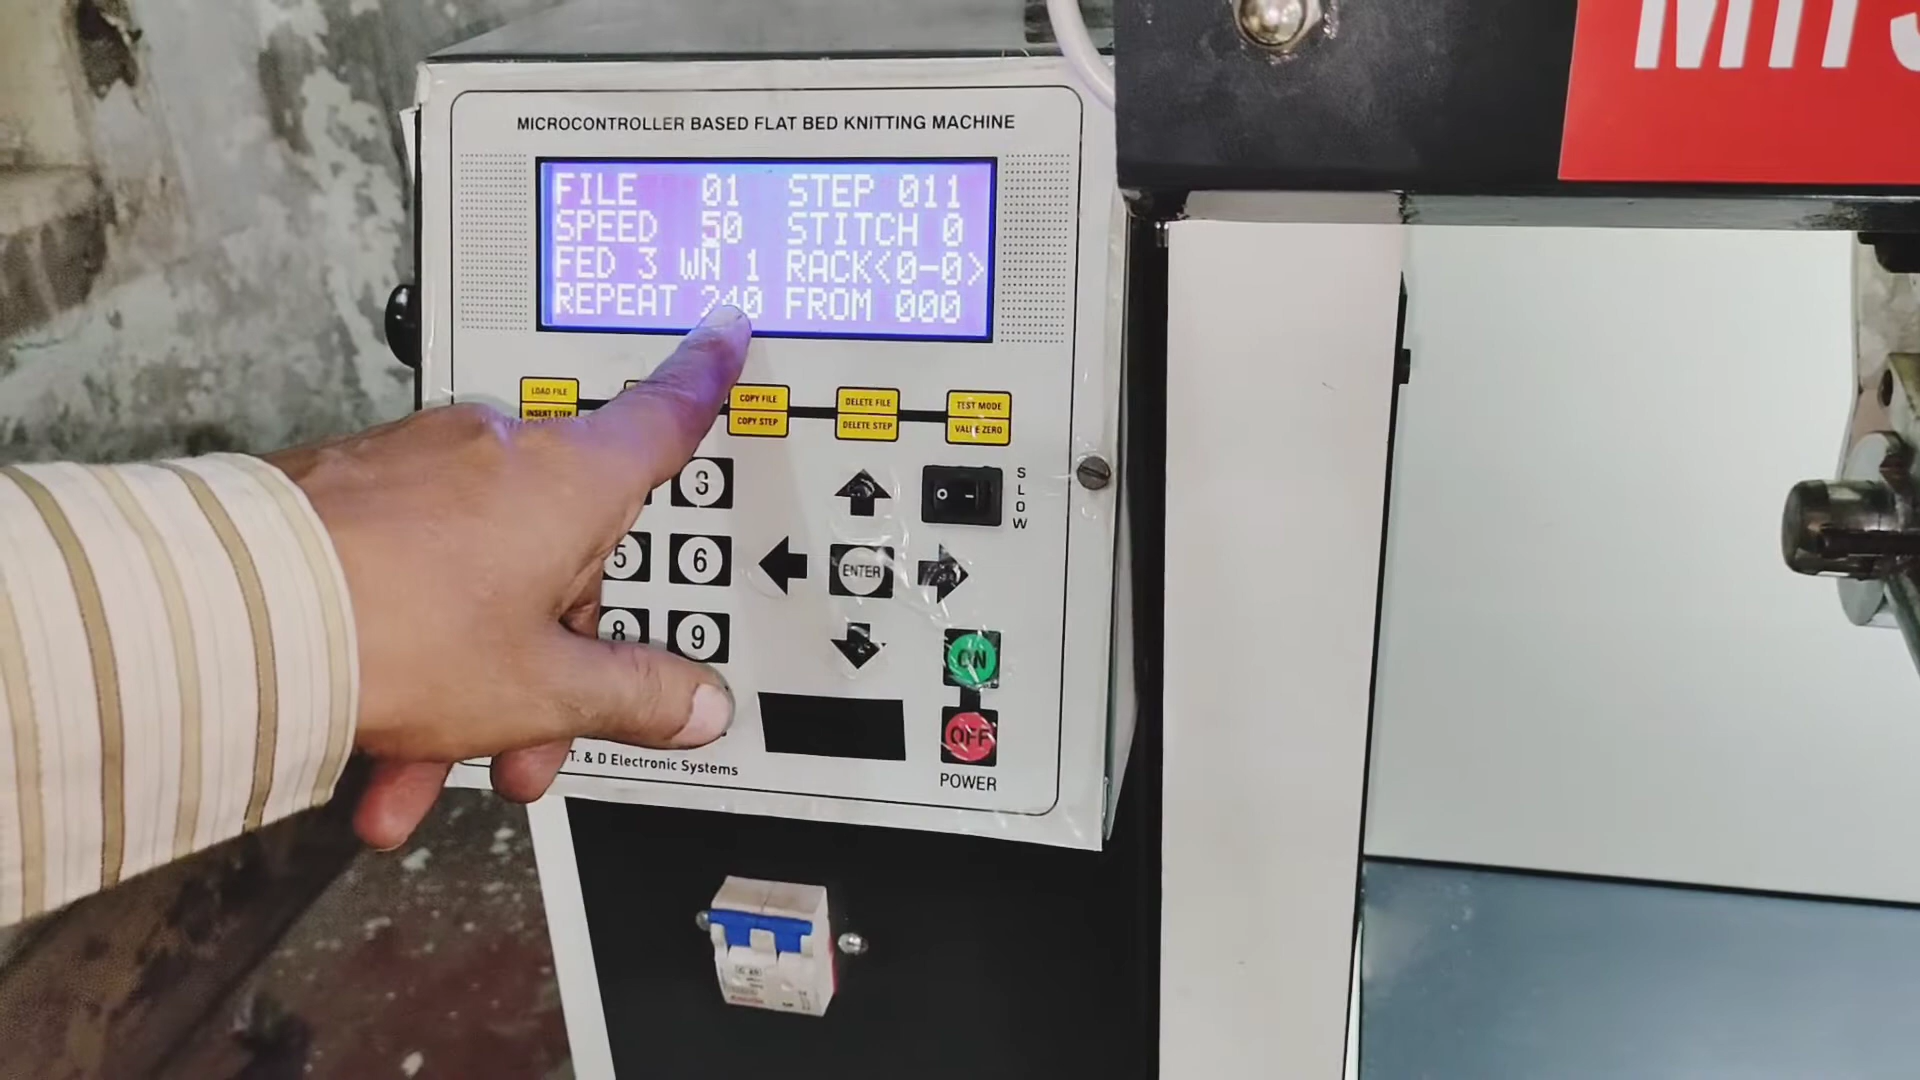 MICROCONTROLLER BASED FLAT BED KNITTING MACHINE
FILE 01 STEP 011
SPEED 50 STITCH 0
FED 3 WN 1 RACK<0-0>
REPEAT 240 FROM 000
LOAD FILE
INSERT STEP
COPY FILE
COPY STEP
DELETE FILE
DELETE STEP
TEST MODE
VALUE ZERO
SLOW
5 6
ENTER
8 9
ON
OFF
POWER
T. & D Electronic Systems